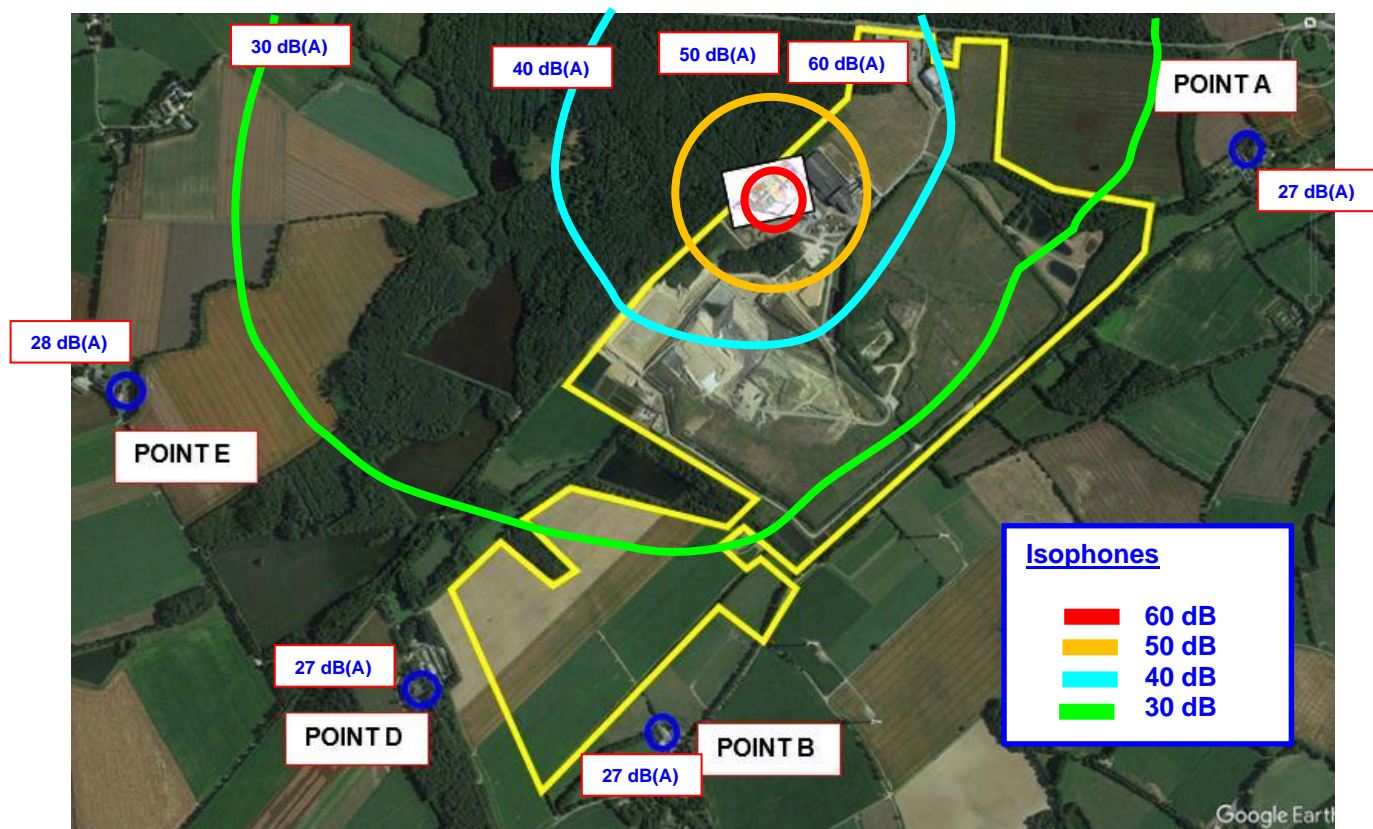 30 dB(A)
40 dB(A)
50 dB(A)
60 dB(A)
POINT A
27 dB(A)
28 dB(A)
POINT E
27 dB(A)
POINT D
27 dB(A)
POINT B
Isophones
60 dB
50 dB
40 dB
30 dB
Google Earth